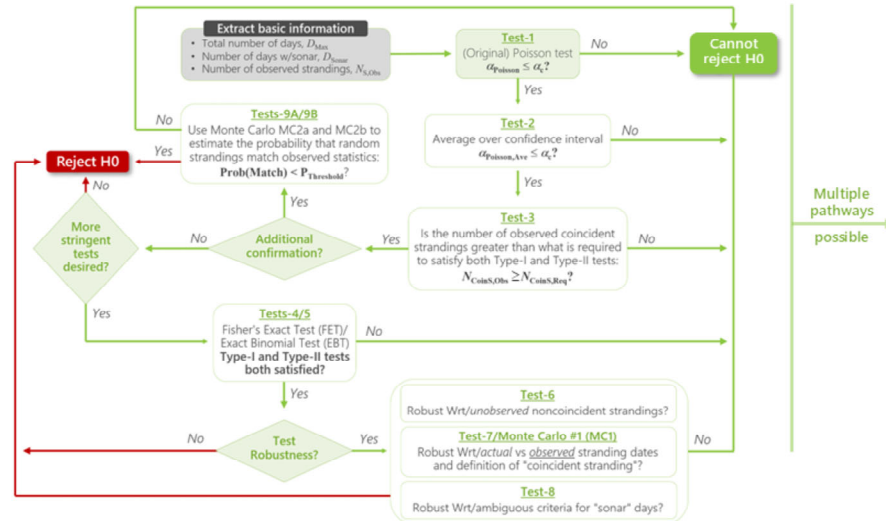 Extract basic information
• Total number of days, D_Max
• Number of days w/sonar, D_Sonar
• Number of observed strandings, N_S,Obs
Test-1
(Original) Poisson test
α_Poisson ≤ α_c?
No
Cannot
reject H0
Yes
Test-2
Average over confidence interval
α_Poisson,Ave ≤ α_c?
No
Yes
Test-3
Is the number of observed coincident
strandings greater than what is required
to satisfy both Type-I and Type-II tests:
N_CoinS,Obs ≥ N_CoinS,Req?
No
Yes
Additional
confirmation?
Yes
No
Tests-9A/9B
Use Monte Carlo MC2a and MC2b to
estimate the probability that random
strandings match observed statistics:
Prob(Match) < P_Threshold?
No
Yes
Reject H0
No
More
stringent
tests
desired?
Yes
Tests-4/5
Fisher's Exact Test (FET)/
Exact Binomial Test (EBT)
Type-I and Type-II tests
both satisfied?
No
Yes
Test
Robustness?
No
Yes
Test-6
Robust Wrt/unobserved noncoincident strandings?
Test-7/Monte Carlo #1 (MC1)
Robust Wrt/actual vs observed stranding dates
and definition of "coincident stranding"?
Test-8
Robust Wrt/ambiguous criteria for "sonar" days?
No
Multiple
pathways
possible